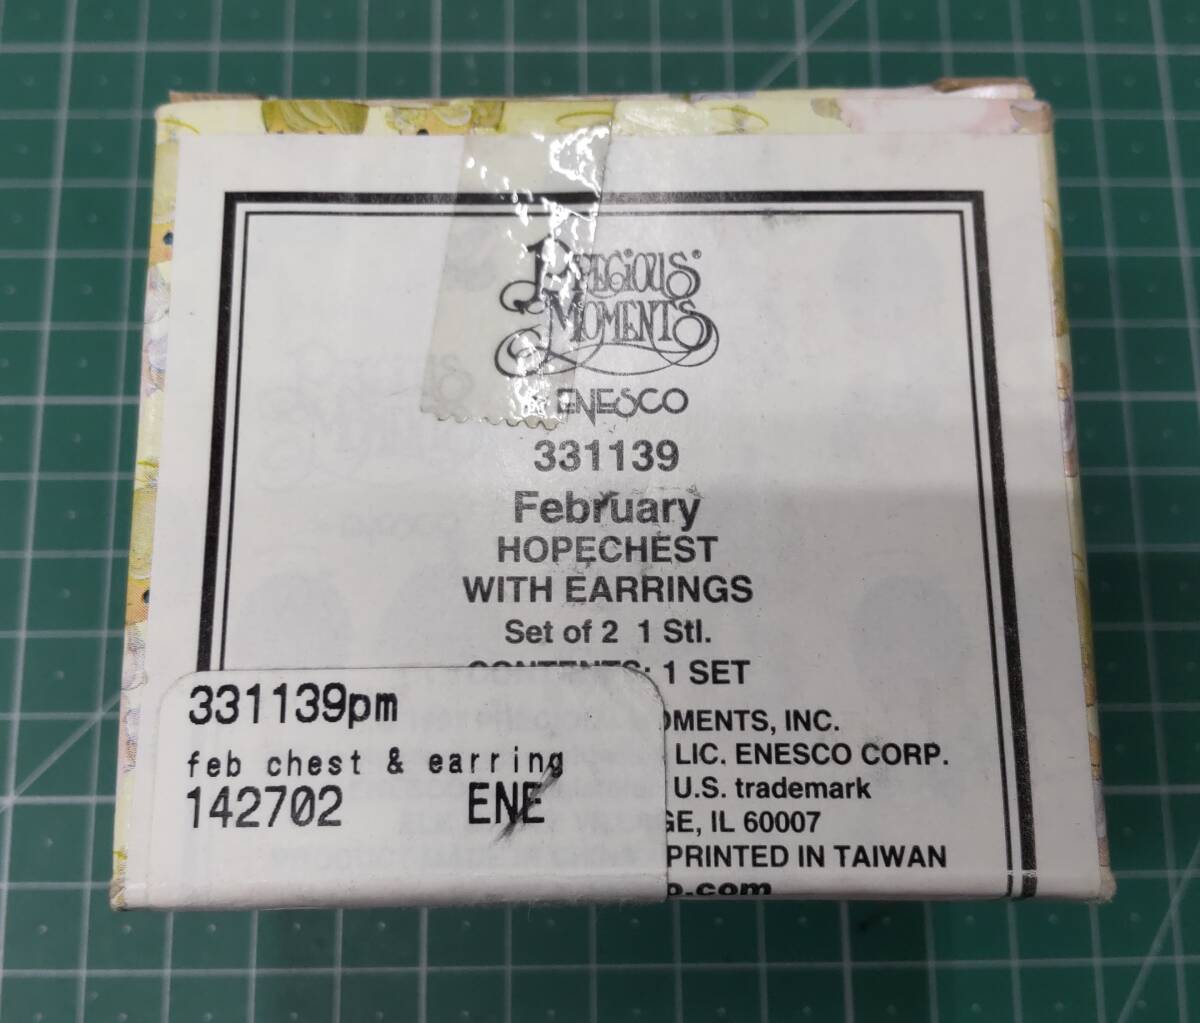 PRECIOUS®
MOMENTS
ENESCO
331139
February
HOPECHEST
WITH EARRINGS
Set of 2 1 Stl.
CONTENTS: 1 SET
MOMENTS, INC.
LIC. ENESCO CORP.
U.S. trademark
GE, IL 60007
PRINTED IN TAIWAN
o.com
331139pm
feb chest & earring
142702 ENE